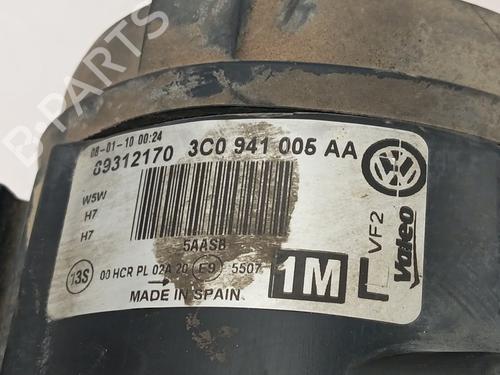 08-01-10 00:24
89312170 3C0 941 005 AA
W5W
H7
H7
5AASB
VF2
Valeo
13S 00 HCR PL 02A 20 E9 5507 1M L
MADE IN SPAIN
B-PARTS